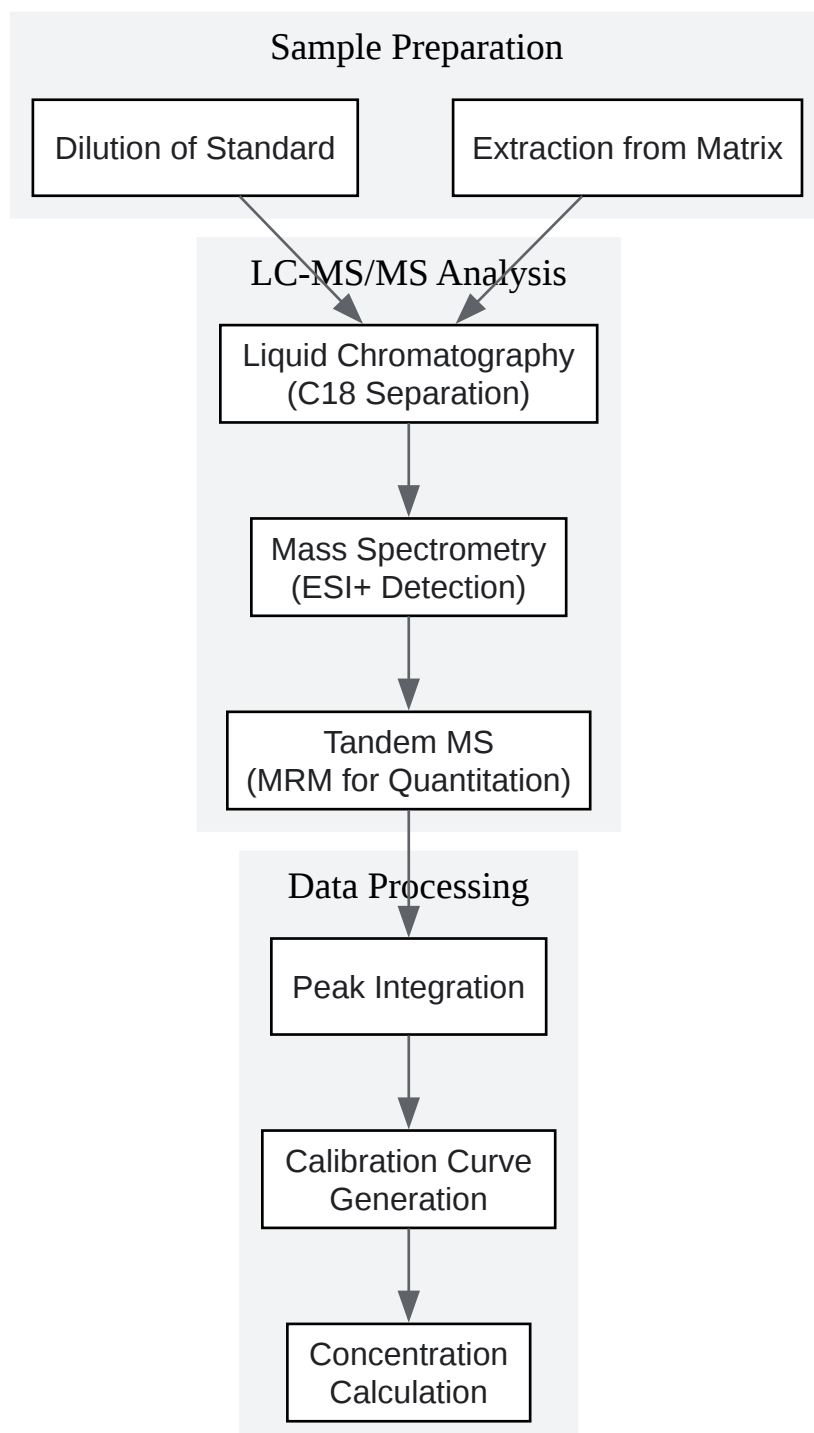 Sample Preparation
Dilution of Standard
Extraction from Matrix
LC-MS/MS Analysis
Liquid Chromatography
(C18 Separation)
Mass Spectrometry
(ESI+ Detection)
Tandem MS
(MRM for Quantitation)
Data Processing
Peak Integration
Calibration Curve
Generation
Concentration
Calculation